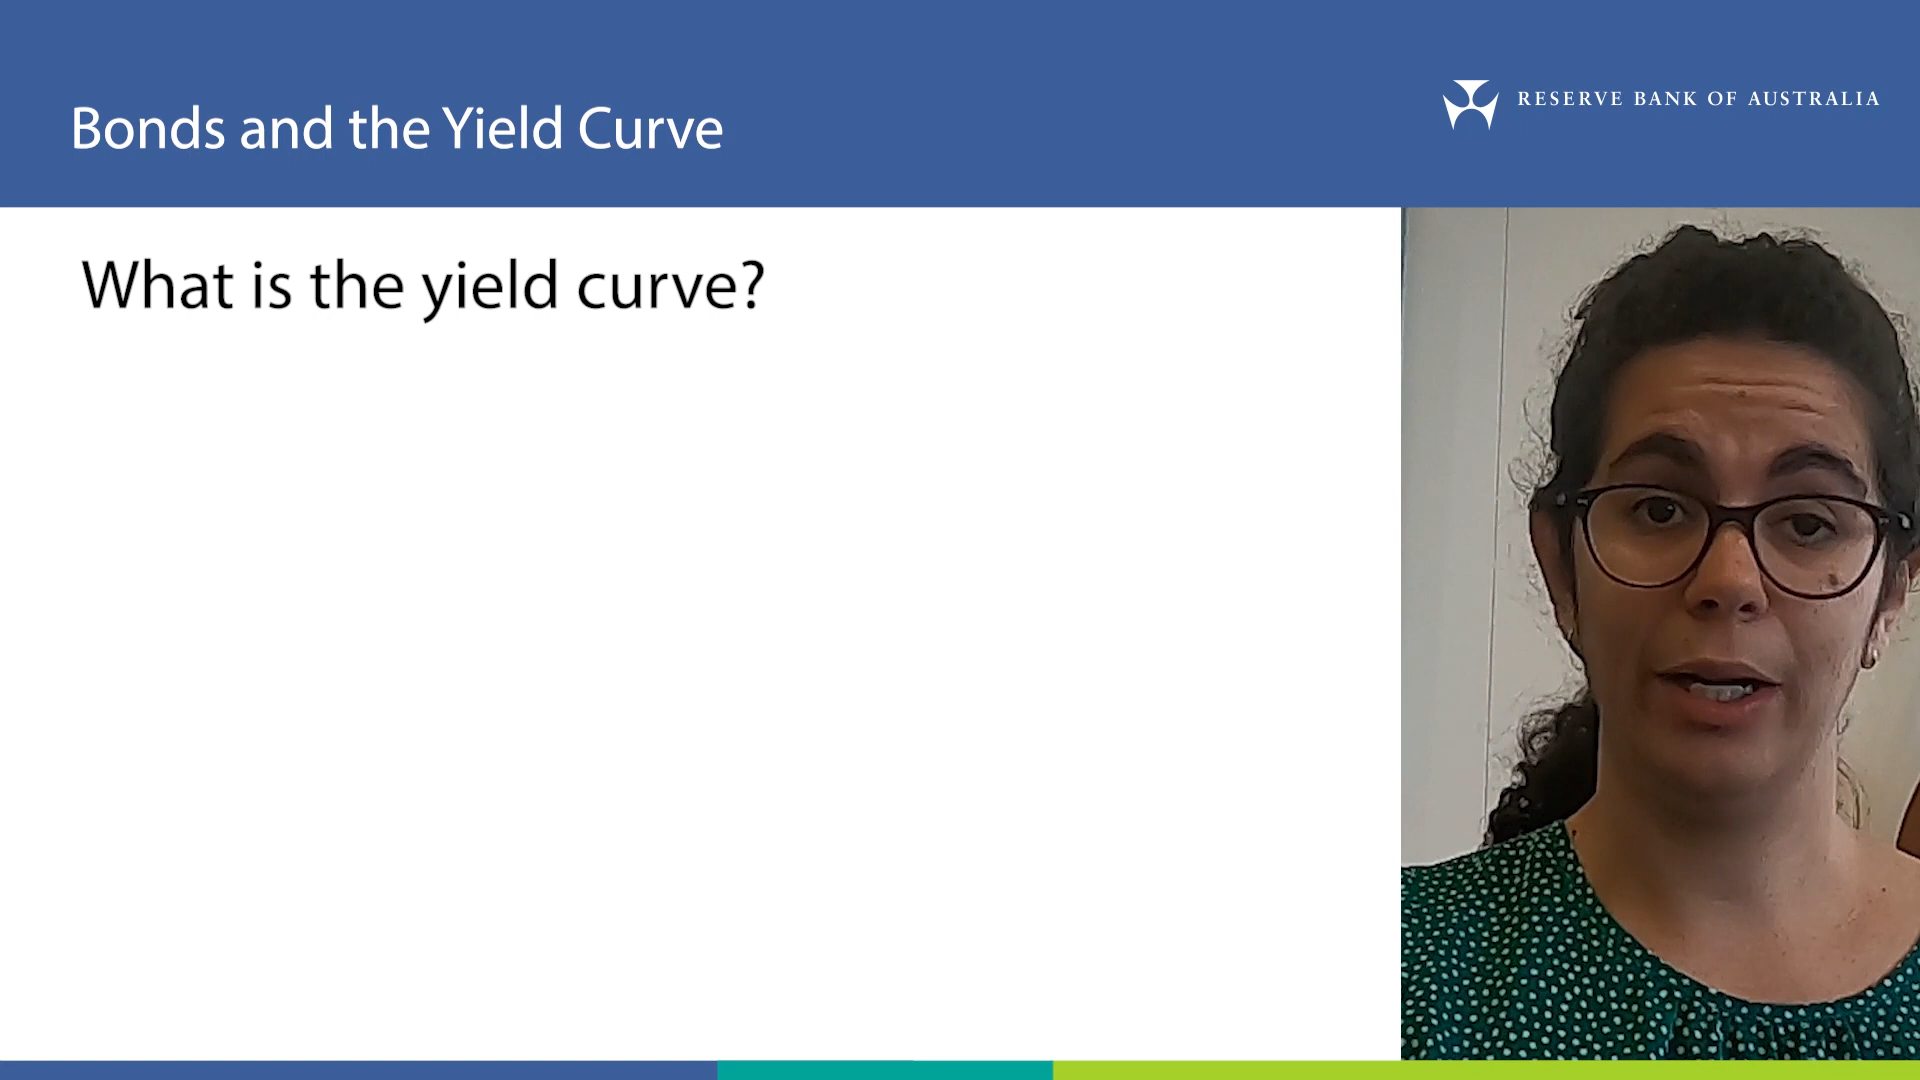 Bonds and the Yield Curve
RESERVE BANK OF AUSTRALIA
What is the yield curve?